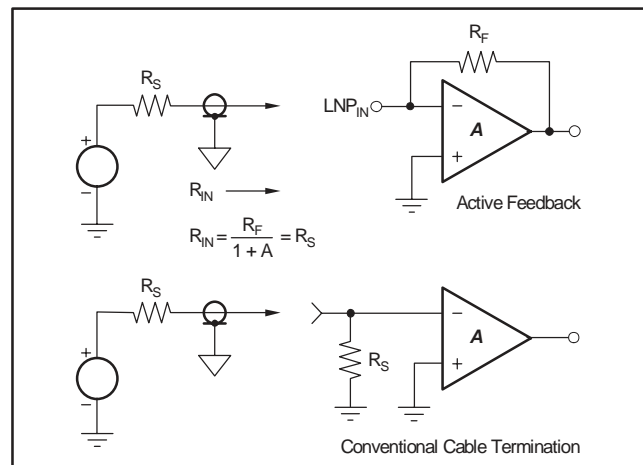 R_F
R_S
LNP_IN
+
−
−
+
A
R_IN
Active Feedback
R_IN = R_F / (1 + A) = R_S
R_S
+
−
−
+
A
R_S
Conventional Cable Termination